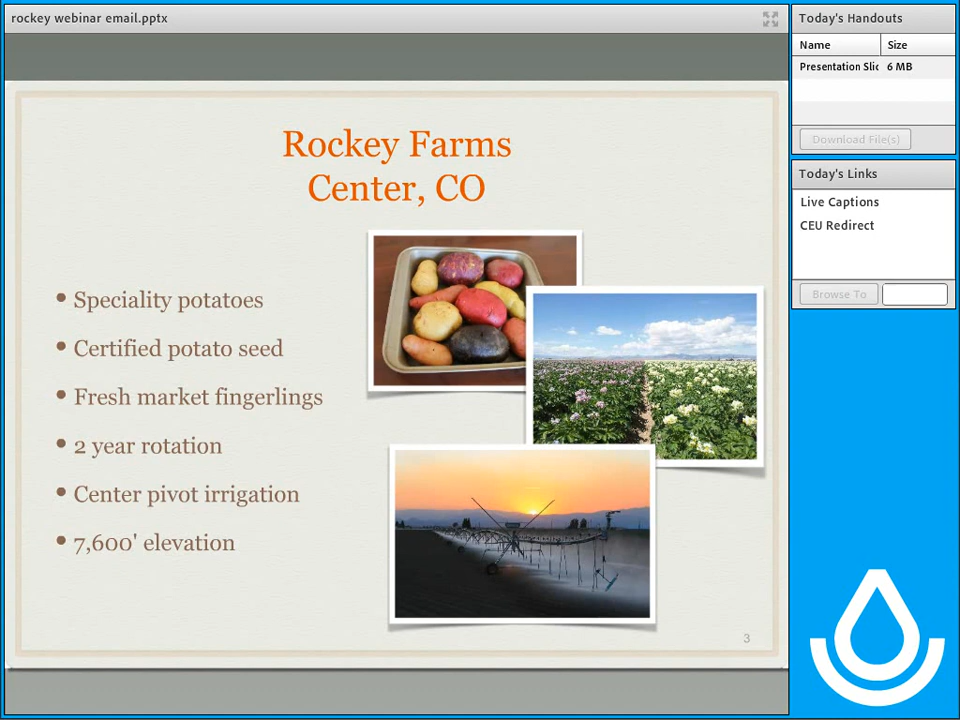 rockey webinar email.pptx
Rockey Farms
Center, CO
• Speciality potatoes
• Certified potato seed
• Fresh market fingerlings
• 2 year rotation
• Center pivot irrigation
• 7,600' elevation
3
Today's Handouts
Name Size
Presentation Slic 6 MB
Download File(s)
Today's Links
Live Captions
CEU Redirect
Browse To